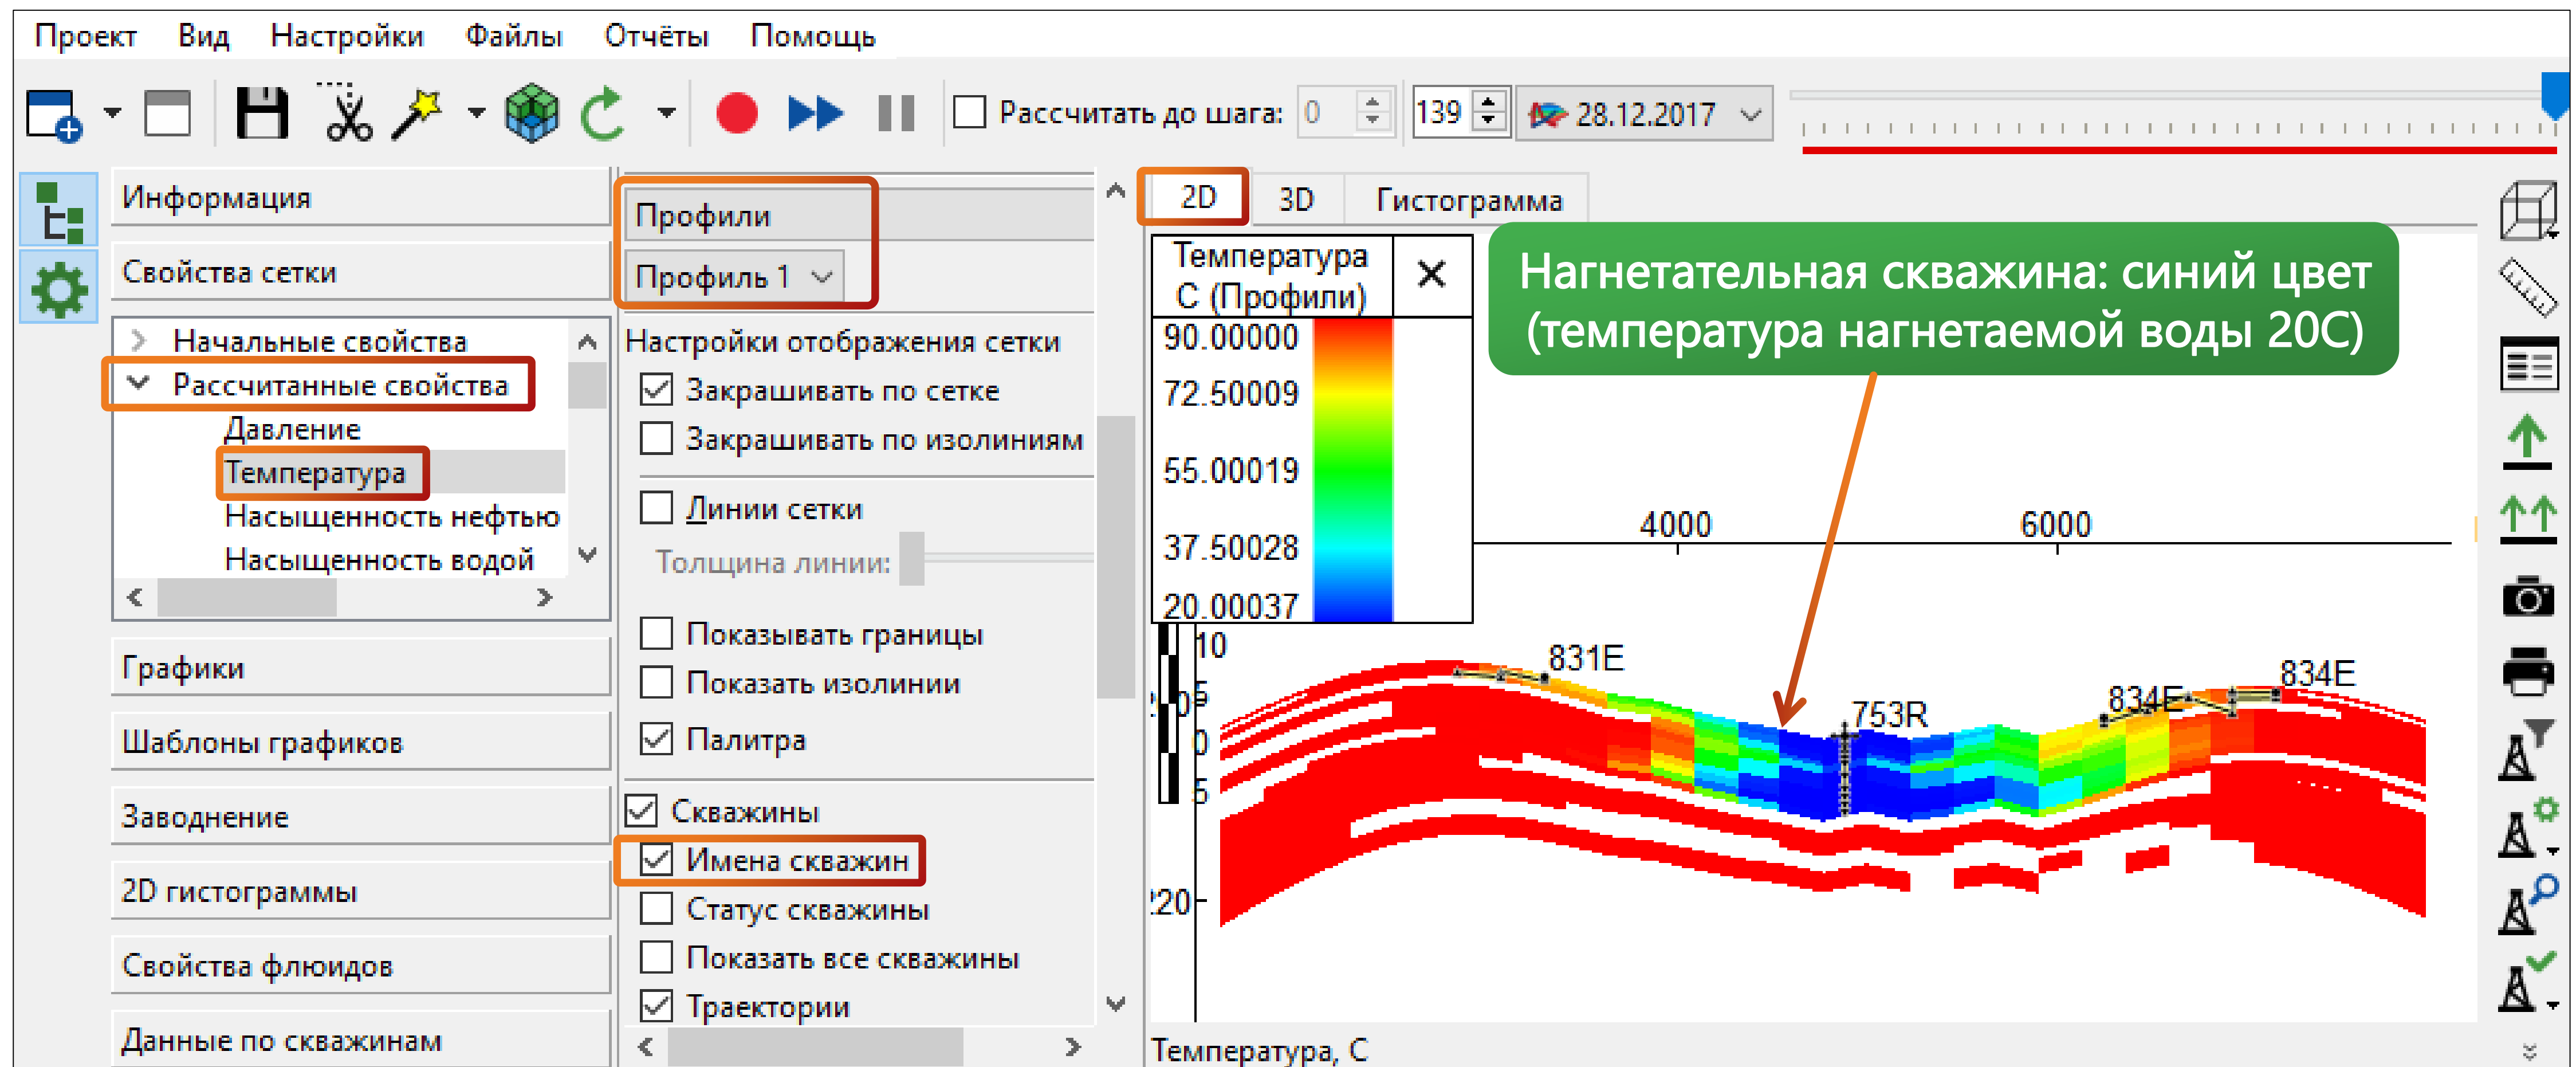 Проект Вид Настройки Файлы Отчёты Помощь
Рассчитать до шага: 0 139 28.12.2017
Информация
Свойства сетки
Начальные свойства
Рассчитанные свойства
Давление
Температура
Насыщенность нефтью
Насыщенность водой
Графики
Шаблоны графиков
Заводнение
2D гистограммы
Свойства флюидов
Данные по скважинам
Профили
Профиль 1
Настройки отображения сетки
Закрашивать по сетке
Закрашивать по изолиниям
Линии сетки
Толщина линии:
Показывать границы
Показать изолинии
Палитра
Скважины
Имена скважин
Статус скважины
Показать все скважины
Траектории
2D 3D Гистограмма
Температура
C (Профили)
90.00000
72.50009
55.00019
37.50028
20.00037
Нагнетательная скважина: синий цвет
(температура нагнетаемой воды 20С)
4000 6000
10
0
5
831E
753R
834E
834E
Температура, C